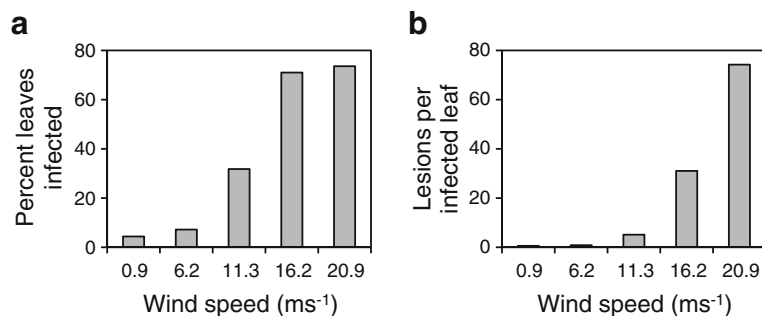 a
80
60
40
20
0
Percent leaves
infected
0.9 6.2 11.3 16.2 20.9
Wind speed (ms-1)
b
80
60
40
20
0
Lesions per
infected leaf
0.9 6.2 11.3 16.2 20.9
Wind speed (ms-1)